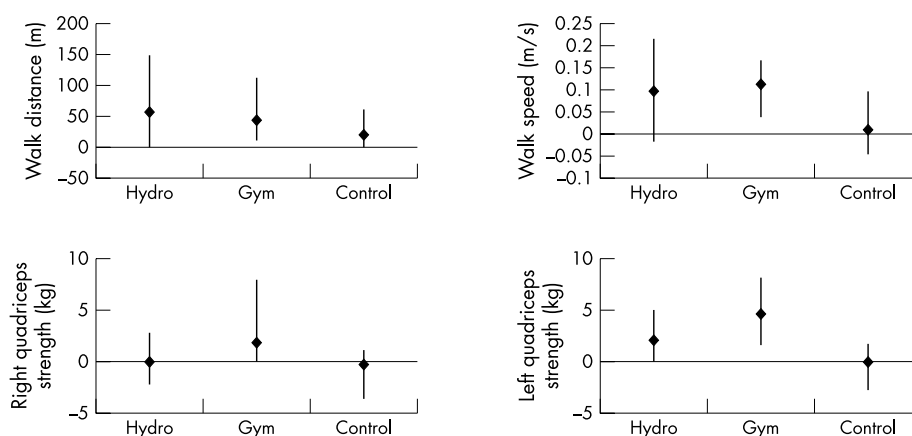 Walk distance (m)
200
150
100
50
0
–50
Hydro Gym Control
Walk speed (m/s)
0.25
0.2
0.15
0.1
0.05
0
–0.05
–0.1
Hydro Gym Control
Right quadriceps
strength (kg)
10
5
0
–5
Hydro Gym Control
Left quadriceps
strength (kg)
10
5
0
–5
Hydro Gym Control